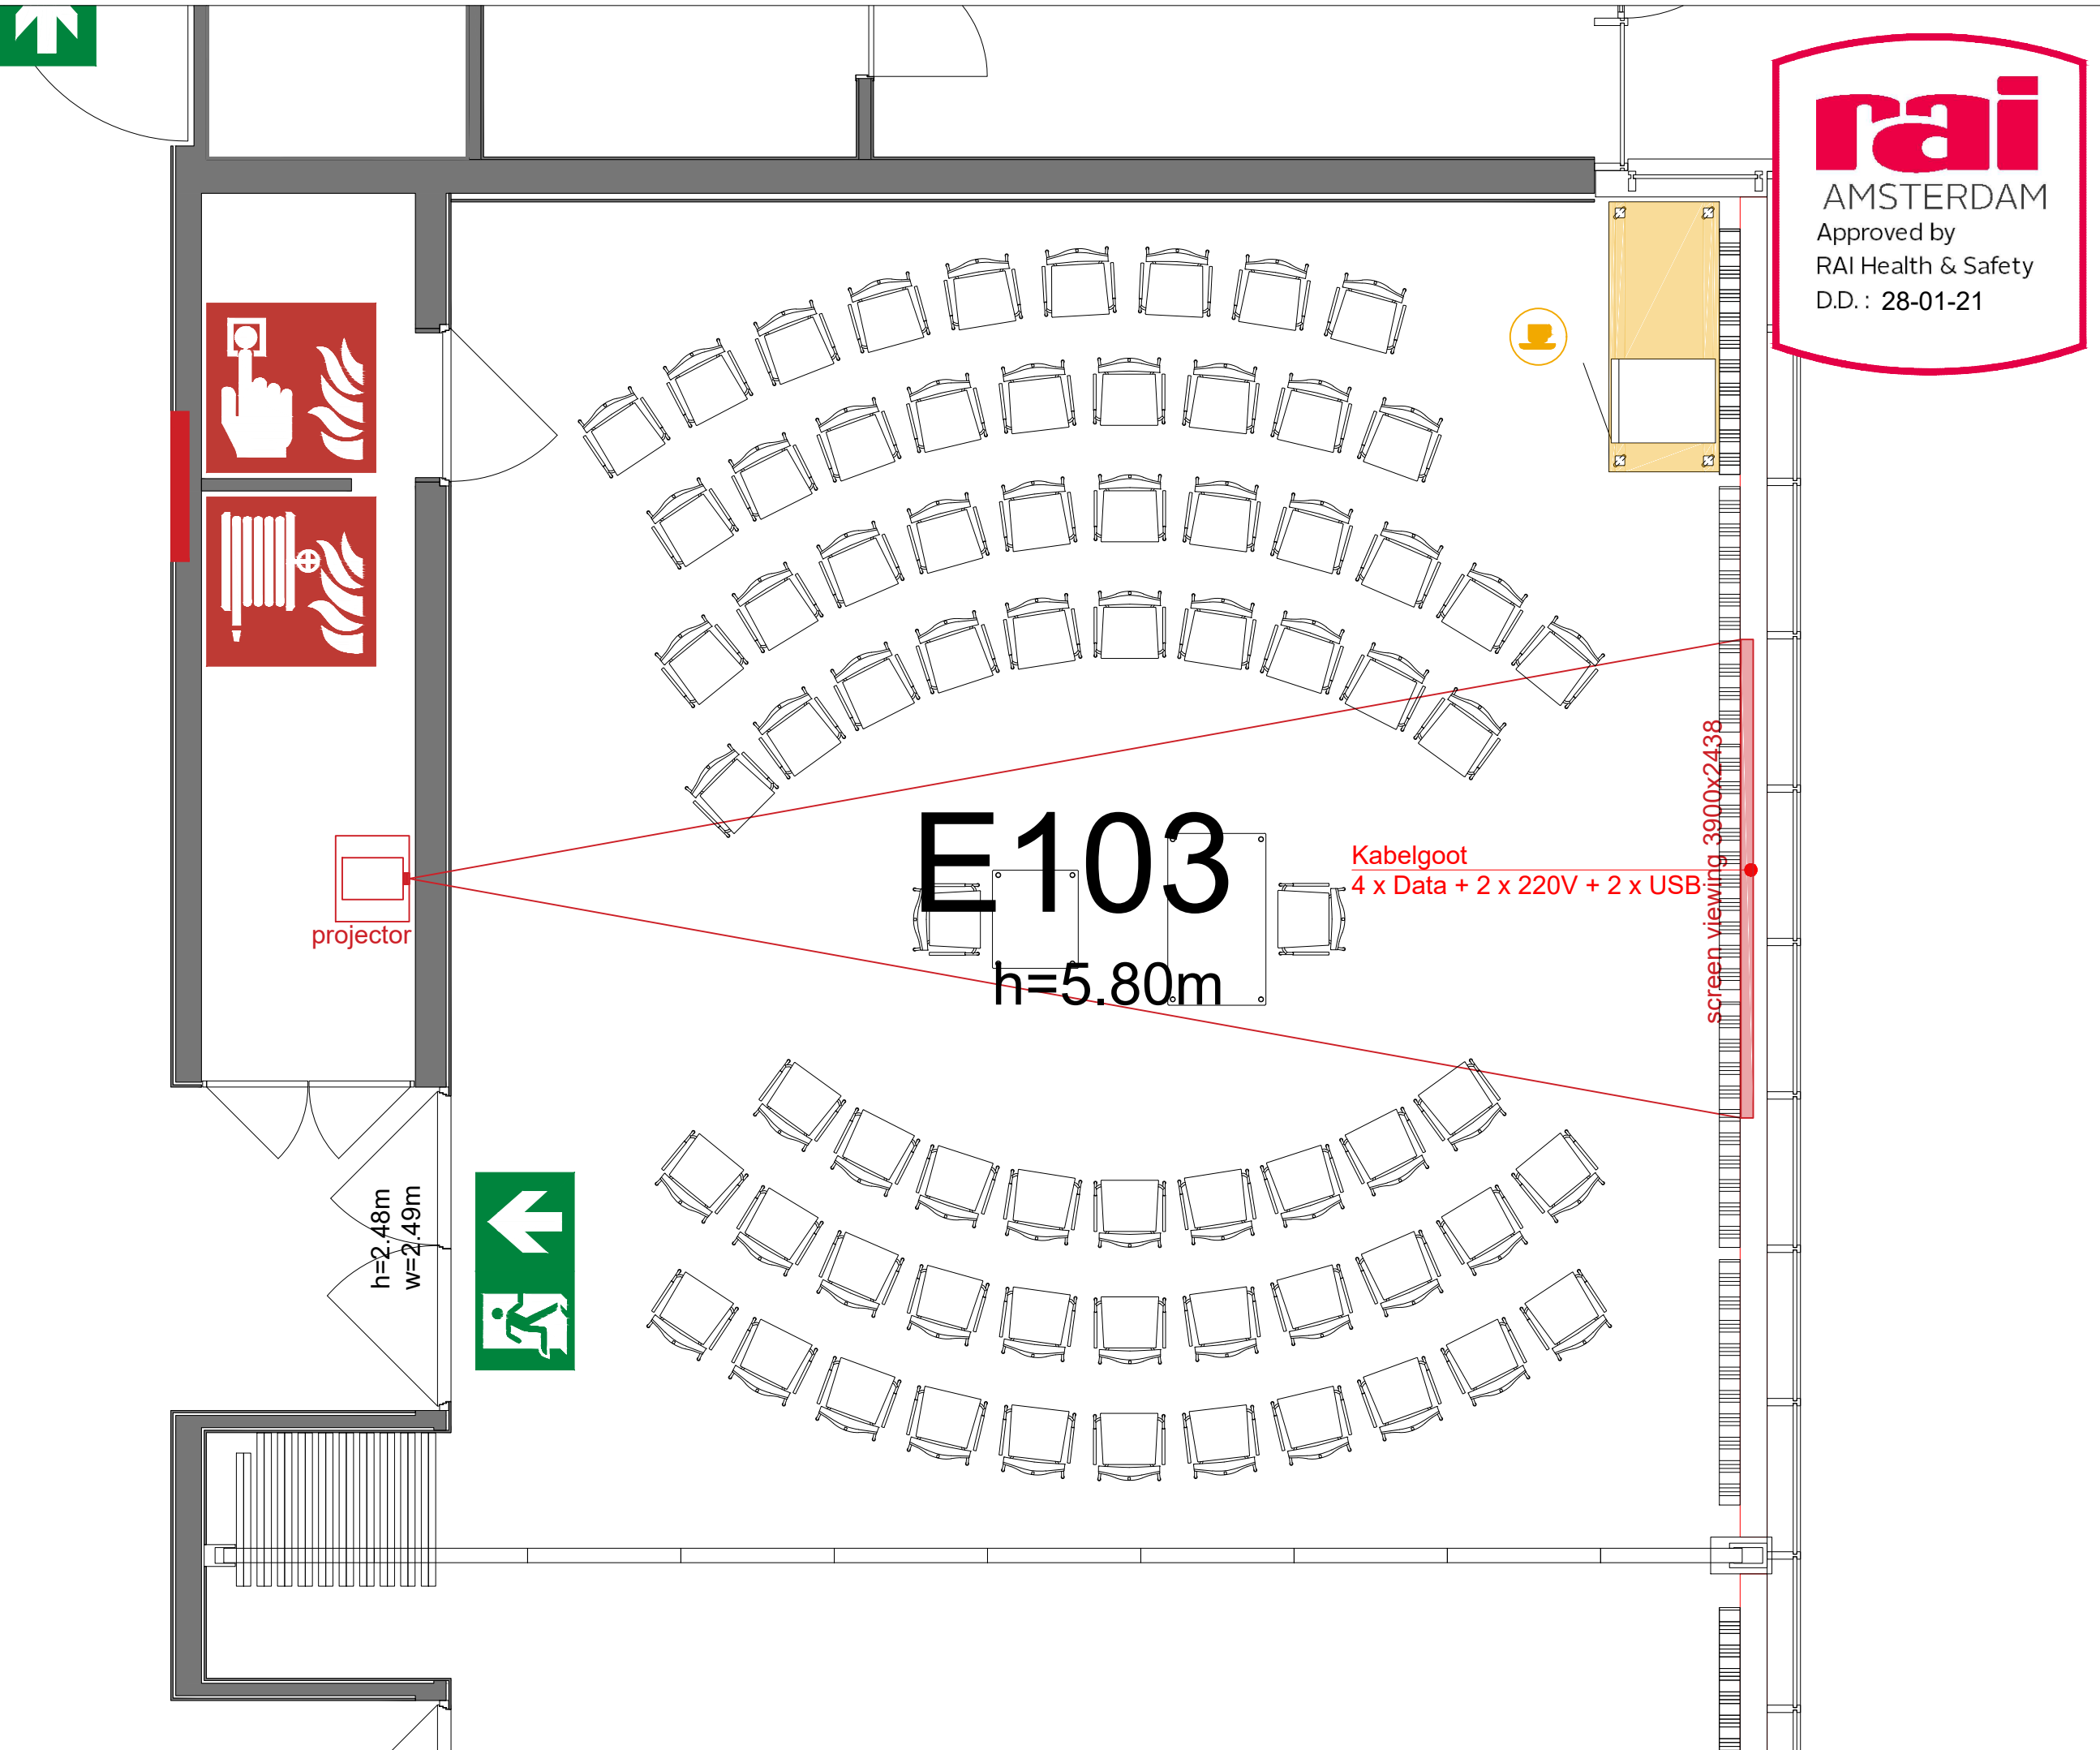 rai
AMSTERDAM
Approved by
RAI Health & Safety
D.D. : 28-01-21
E103
h=5.80m
Kabelgoot
4 x Data + 2 x 220V + 2 x USB
screen viewing 3900x2438
projector
h=2.48m
w=2.49m